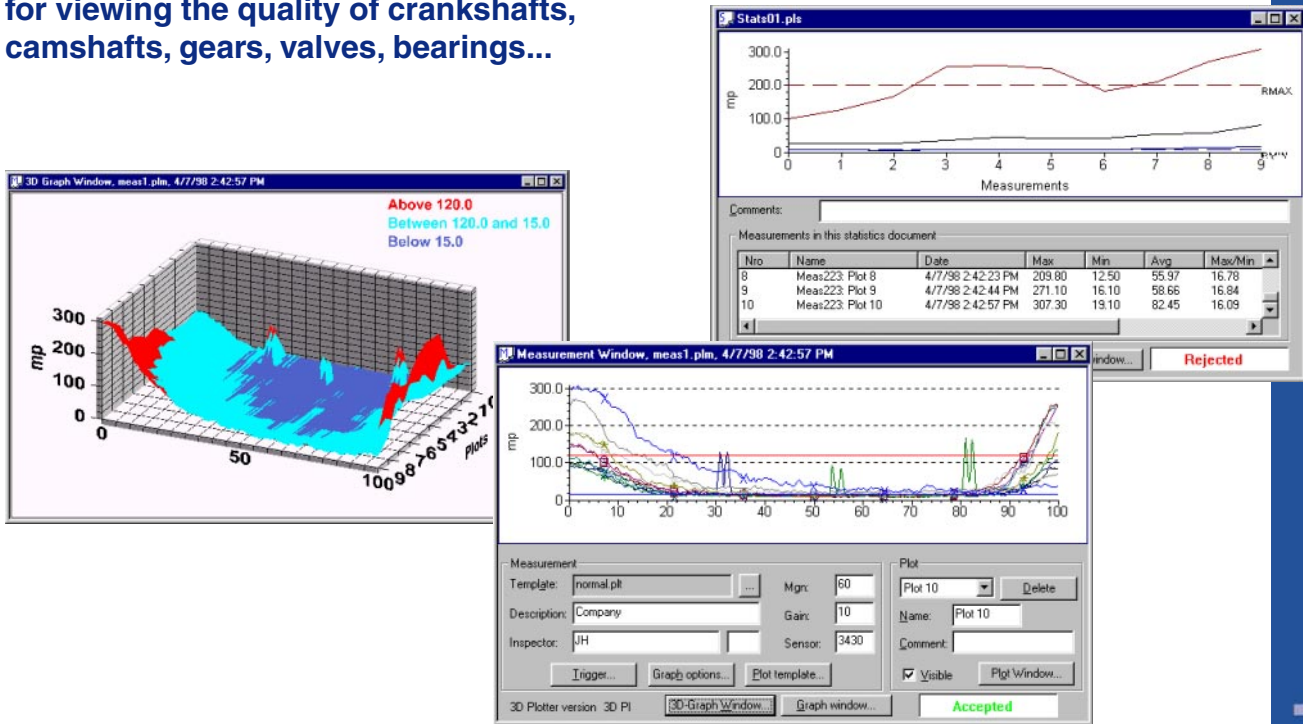 for viewing the quality of crankshafts,
camshafts, gears, valves, bearings...
3D Graph Window, meas1.plm, 4/7/98 2:42:57 PM
Above 120.0
Between 120.0 and 15.0
Below 15.0
300
200
100
0
mp
0
50
100
Plots
Stats01.pls
300.0
200.0
100.0
0
mp
RMAX
0 1 2 3 4 5 6 7 8 9
Measurements
Comments:
Measurements in this statistics document
Nro Name Date Max Min Avg Max/Min
8 Meas223: Plot 8 4/7/98 2:42:23 PM 209.80 12.50 55.97 16.78
9 Meas223: Plot 9 4/7/98 2:42:44 PM 271.10 16.10 58.66 16.84
10 Meas223: Plot 10 4/7/98 2:42:57 PM 307.30 19.10 82.45 16.09
Rejected
Measurement Window, meas1.plm, 4/7/98 2:42:57 PM
300.0
200.0
100.0
0
mp
0 10 20 30 40 50 60 70 80 90 100
Measurement
Template: normal.plt ... Mgn: 60
Description: Company Gain: 10
Inspector: JH Sensor: 3430
Trigger... Graph options... Plot template...
Plot
Plot 10 Delete
Name: Plot 10
Comment:
Visible Plot Window...
3D Plotter version 3D PI 3D-Graph Window... Graph window... Accepted